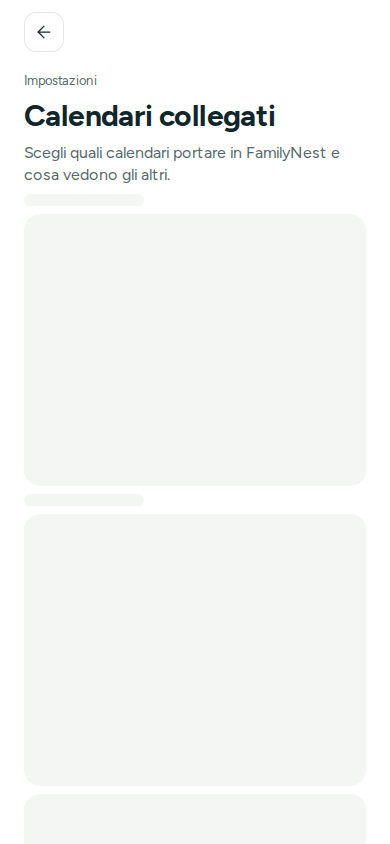 Impostazioni
Calendari collegati
Scegli quali calendari portare in FamilyNest e
cosa vedono gli altri.